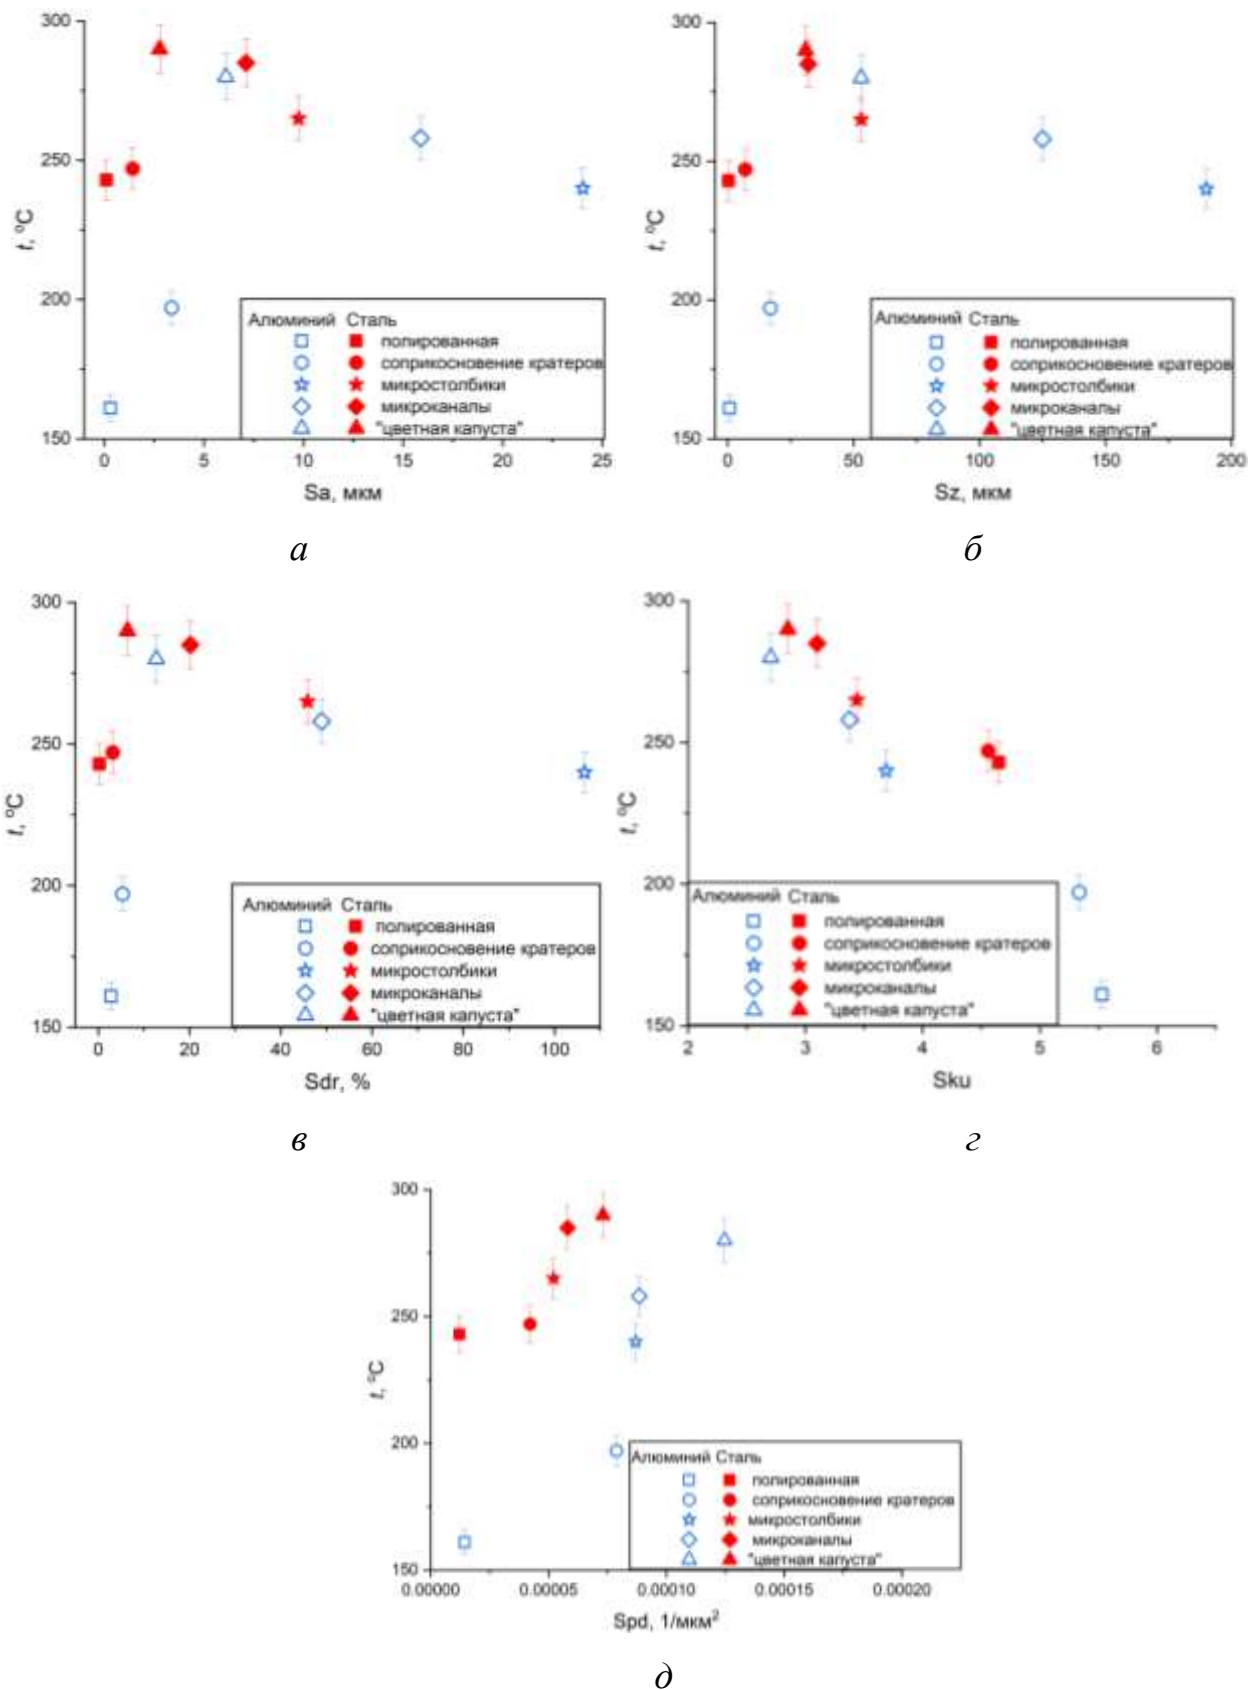 300
250
200
150
t, ºC
Алюминий Сталь
полированная
соприкосновение кратеров
микростолбики
микроканалы
"цветная капуста"
0 5 10 15 20 25
Sa, мкм
а
300
250
200
150
t, ºC
Алюминий Сталь
полированная
соприкосновение кратеров
микростолбики
микроканалы
"цветная капуста"
0 50 100 150 200
Sz, мкм
б
300
250
200
150
t, ºC
Алюминий Сталь
полированная
соприкосновение кратеров
микростолбики
микроканалы
"цветная капуста"
0 20 40 60 80 100
Sdr, %
в
300
250
200
150
t, ºC
Алюминий Сталь
полированная
соприкосновение кратеров
микростолбики
микроканалы
"цветная капуста"
2 3 4 5 6
Sku
г
300
250
200
150
t, ºC
Алюминий Сталь
полированная
соприкосновение кратеров
микростолбики
микроканалы
"цветная капуста"
0.00000 0.00005 0.00010 0.00015 0.00020
Spd, 1/мкм²
д